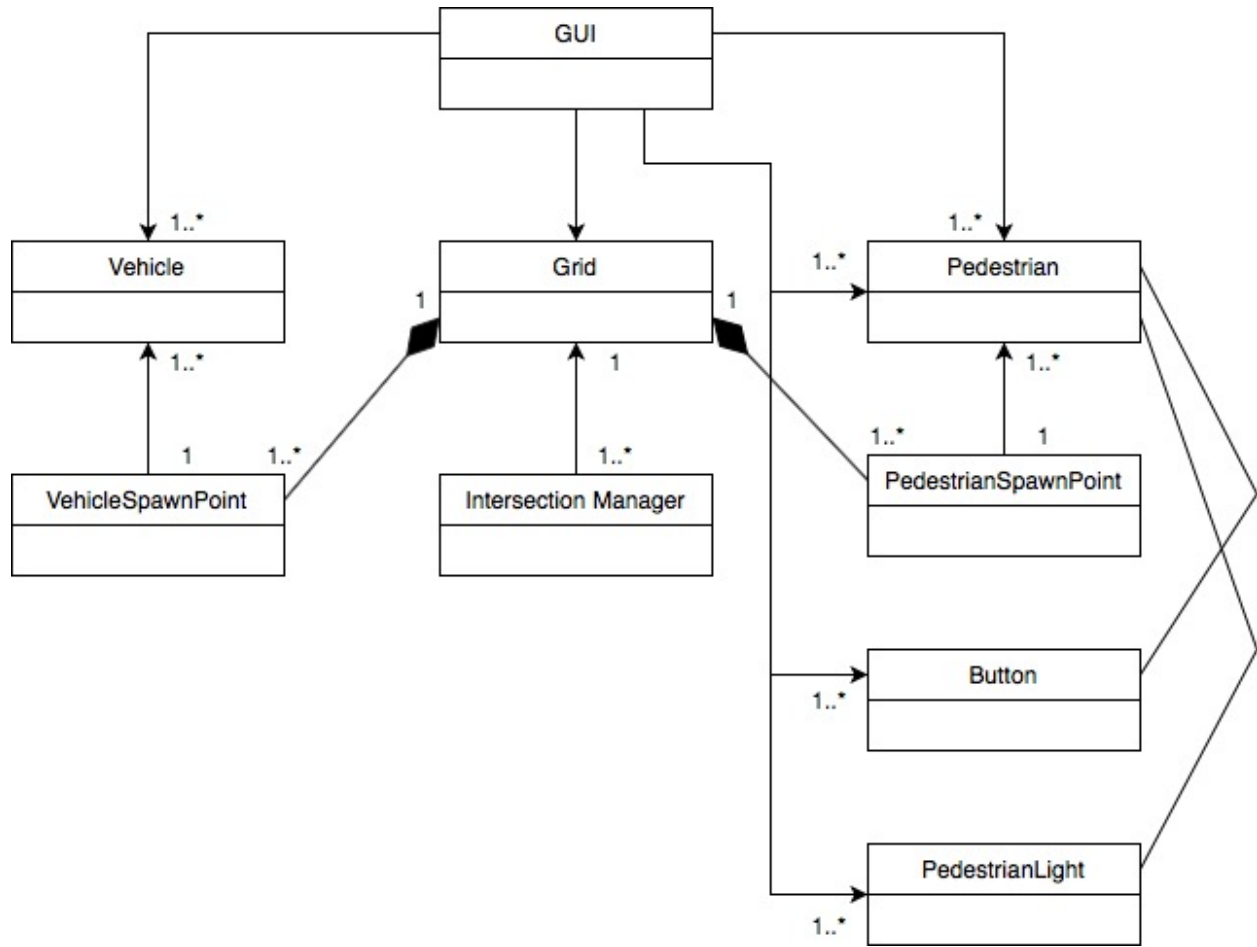 GUI
1..*
1..*
Vehicle
Grid
Pedestrian
1..*
1
1
1..*
1
1..*
1
1..*
1..*
1..*
1
VehicleSpawnPoint
Intersection Manager
PedestrianSpawnPoint
Button
1..*
PedestrianLight
1..*